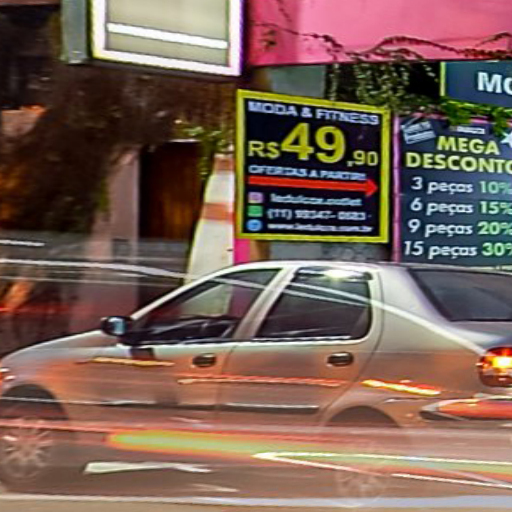 MODA & FITNESS
R$ 49,90
OFERTAS A PARTIR
Mo
MEGA
DESCONTO
3 peças 10%
6 peças 15%
9 peças 20%
15 peças 30%